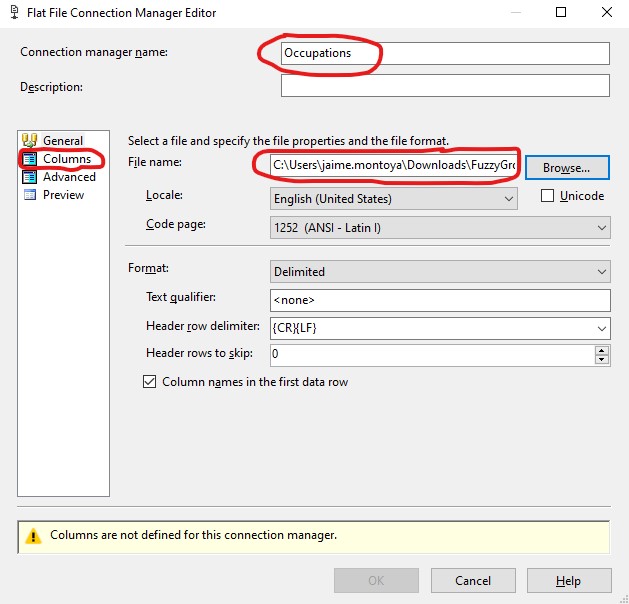 Flat File Connection Manager Editor
Connection manager name: Occupations
Description:
General
Columns
Advanced
Preview
Select a file and specify the file properties and the file format.
File name: C:\Users\jaime.montoya\Downloads\FuzzyGro Browse...
Locale: English (United States) Unicode
Code page: 1252 (ANSI - Latin I)
Format: Delimited
Text qualifier: <none>
Header row delimiter: {CR}{LF}
Header rows to skip: 0
Column names in the first data row
Columns are not defined for this connection manager.
OK Cancel Help